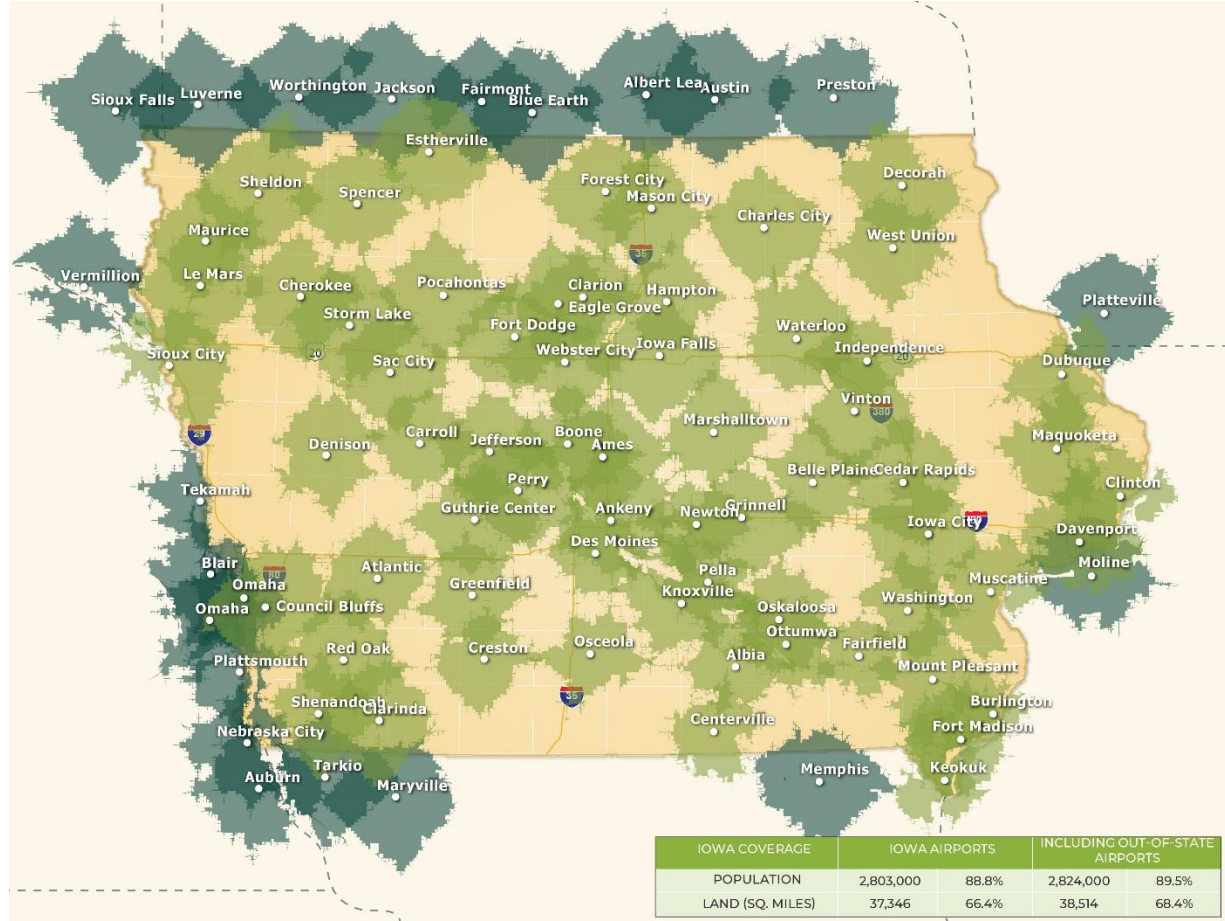 Sioux Falls
Luverne
Worthington
Jackson
Fairmont
Blue Earth
Albert Lea
Austin
Preston
Estherville
Sheldon
Spencer
Forest City
Mason City
Charles City
Decorah
Maurice
West Union
35
Vermillion
Le Mars
Cherokee
Pocahontas
Clarion
Eagle Grove
Hampton
Platteville
Storm Lake
Fort Dodge
Waterloo
Sioux City
20
Sac City
Webster City
Iowa Falls
Independence
20
Dubuque
Vinton
380
29
Denison
Carroll
Jefferson
Boone
Ames
Marshalltown
Maquoketa
Tekamah
Perry
Belle Plaine
Cedar Rapids
Clinton
Guthrie Center
Ankeny
Newton
Grinnell
Iowa City
Davenport
Des Moines
Blair
80
Atlantic
Greenfield
Pella
Muscatine
Moline
Omaha
Council Bluffs
Knoxville
Oskaloosa
Washington
Omaha
Ottumwa
Plattsmouth
Red Oak
Creston
Osceola
Albia
Fairfield
Mount Pleasant
35
Shenandoah
Clarinda
Centerville
Burlington
Nebraska City
Fort Madison
Auburn
Tarkio
Maryville
Memphis
Keokuk
IOWA COVERAGE IOWA AIRPORTS INCLUDING OUT-OF-STATE AIRPORTS
POPULATION 2,803,000 88.8% 2,824,000 89.5%
LAND (SQ. MILES) 37,346 66.4% 38,514 68.4%